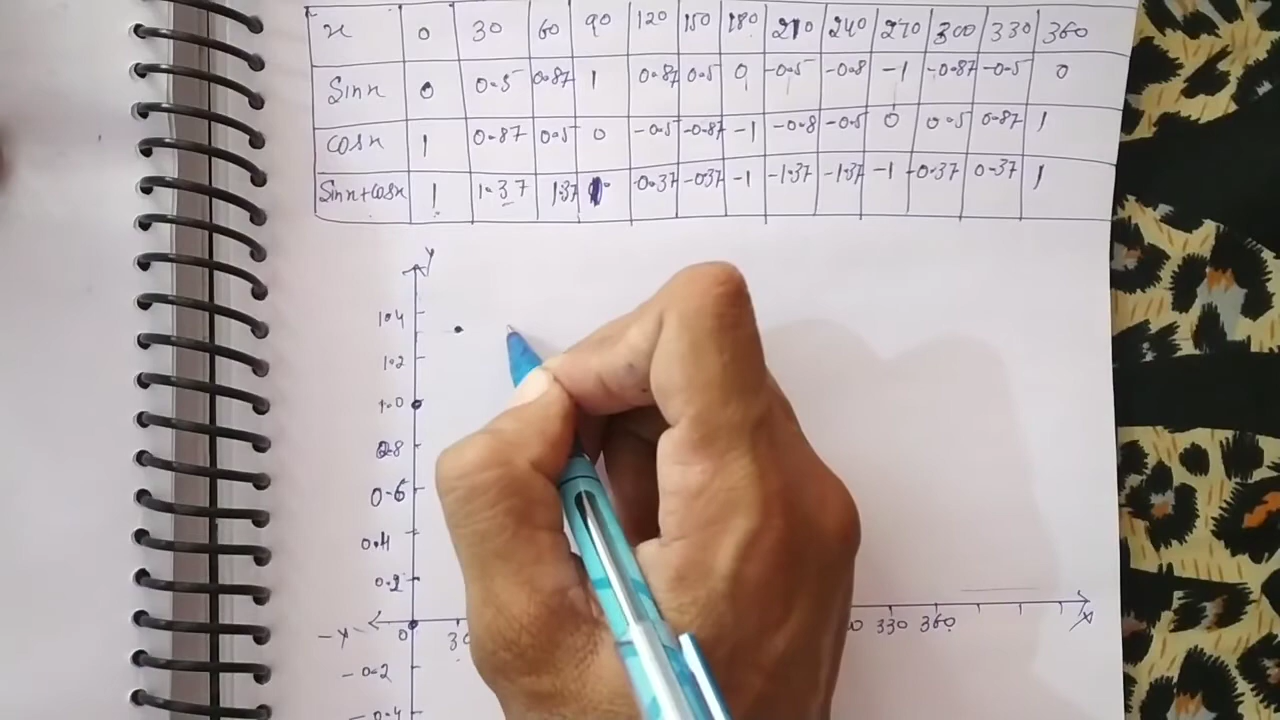 x 0 30 60 90 120 150 180 210 240 270 300 330 360
Sinx 0 0.5 0.87 1 0.87 0.5 0 -0.5 -0.8 -1 -0.87 -0.5 0
cosx 1 0.87 0.5 0 -0.5 -0.87 -1 -0.8 -0.5 0 0.5 0.87 1
Sinx+cosx 1 1.37 1.37 0.37 -0.37 -1 -1.37 -1.37 -1 -0.37 0.37 1
Y
1.4
1.2
1.0
0.8
0.6
0.4
0.2
-X 0 330 360 X
-0.2
-0.4